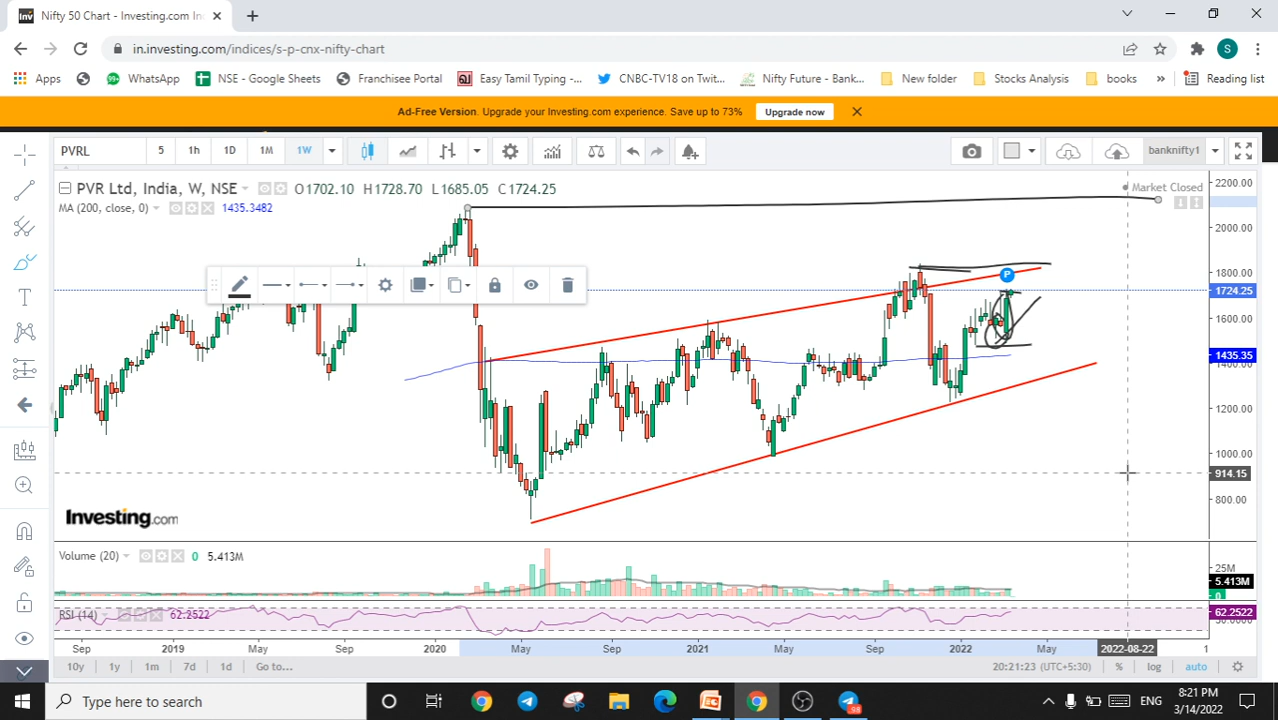 Inv Nifty 50 Chart - Investing.com In
in.investing.com/indices/s-p-cnx-nifty-chart
S
Apps 99+ WhatsApp NSE - Google Sheets Franchisee Portal Easy Tamil Typing -... CNBC-TV18 on Twit... Nifty Future - Bank... New folder Stocks Analysis books » Reading list
Ad-Free Version. Upgrade your Investing.com experience. Save up to 73% Upgrade now
PVRL 5 1h 1D 1M 1W banknifty1
PVR Ltd, India, W, NSE O1702.10 H1728.70 L1685.05 C1724.25
Market Closed
MA (200, close, 0) 1435.3482
2200.00
2000.00
1800.00
P
1724.25
1600.00
1435.35
1400.00
1200.00
1000.00
914.15
800.00
Investing.com
Volume (20) 0 5.413M
25M
5.413M
0
RSI (14) 62.2522
62.2522
Sep 2019 May Sep 2020 May Sep 2021 May Sep 2022 May 2022-08-22 1
10y 1y 1m 7d 1d Go to... 20:21:23 (UTC+5:30) % log auto
Type here to search
ENG
8:21 PM
3/14/2022